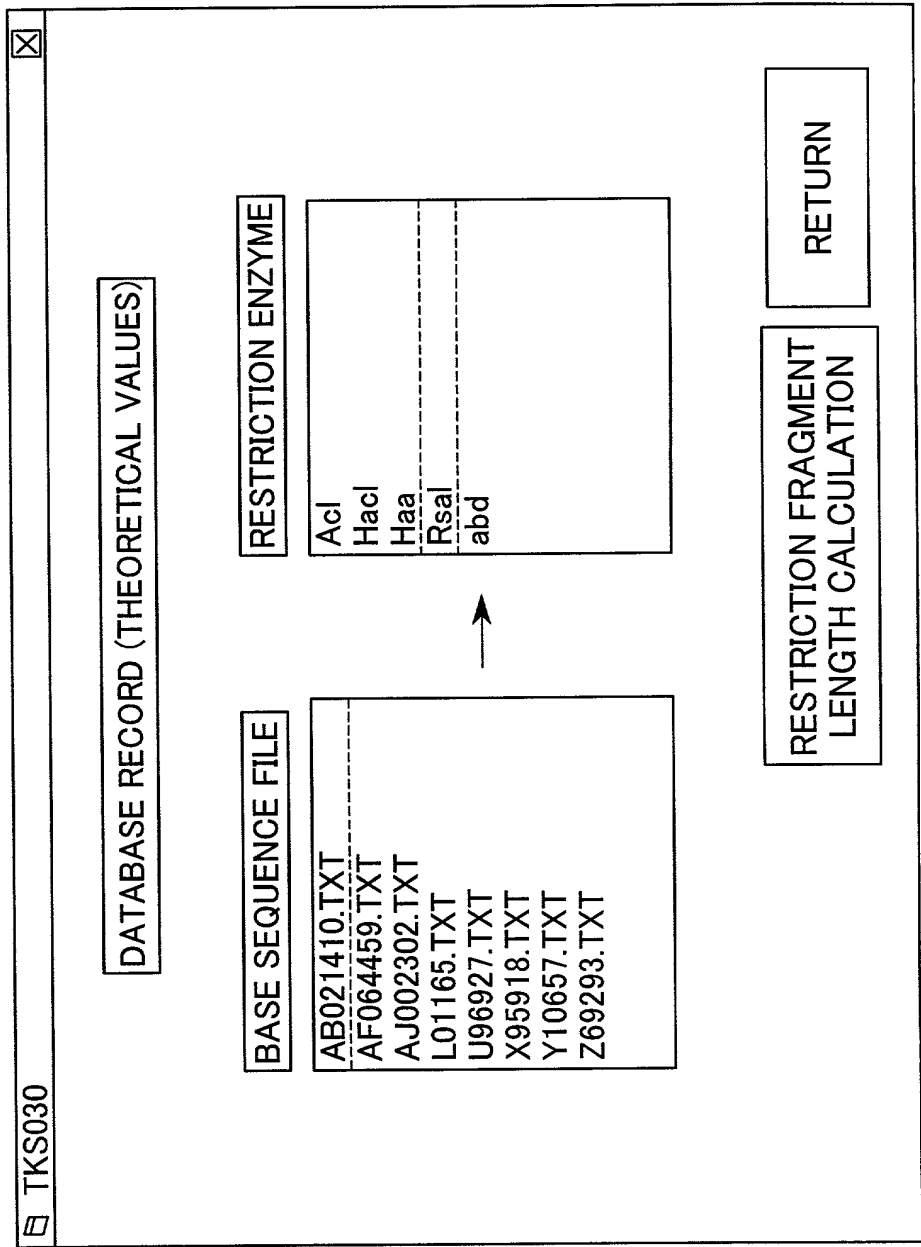 TKS030
DATABASE RECORD (THEORETICAL VALUES)
BASE SEQUENCE FILE
AB021410.TXT
AF064459.TXT
AJ002302.TXT
L01165.TXT
U96927.TXT
X95918.TXT
Y10657.TXT
Z69293.TXT
RESTRICTION ENZYME
AcI
HacI
Haa
RsaI
abd
RESTRICTION FRAGMENT
LENGTH CALCULATION
RETURN